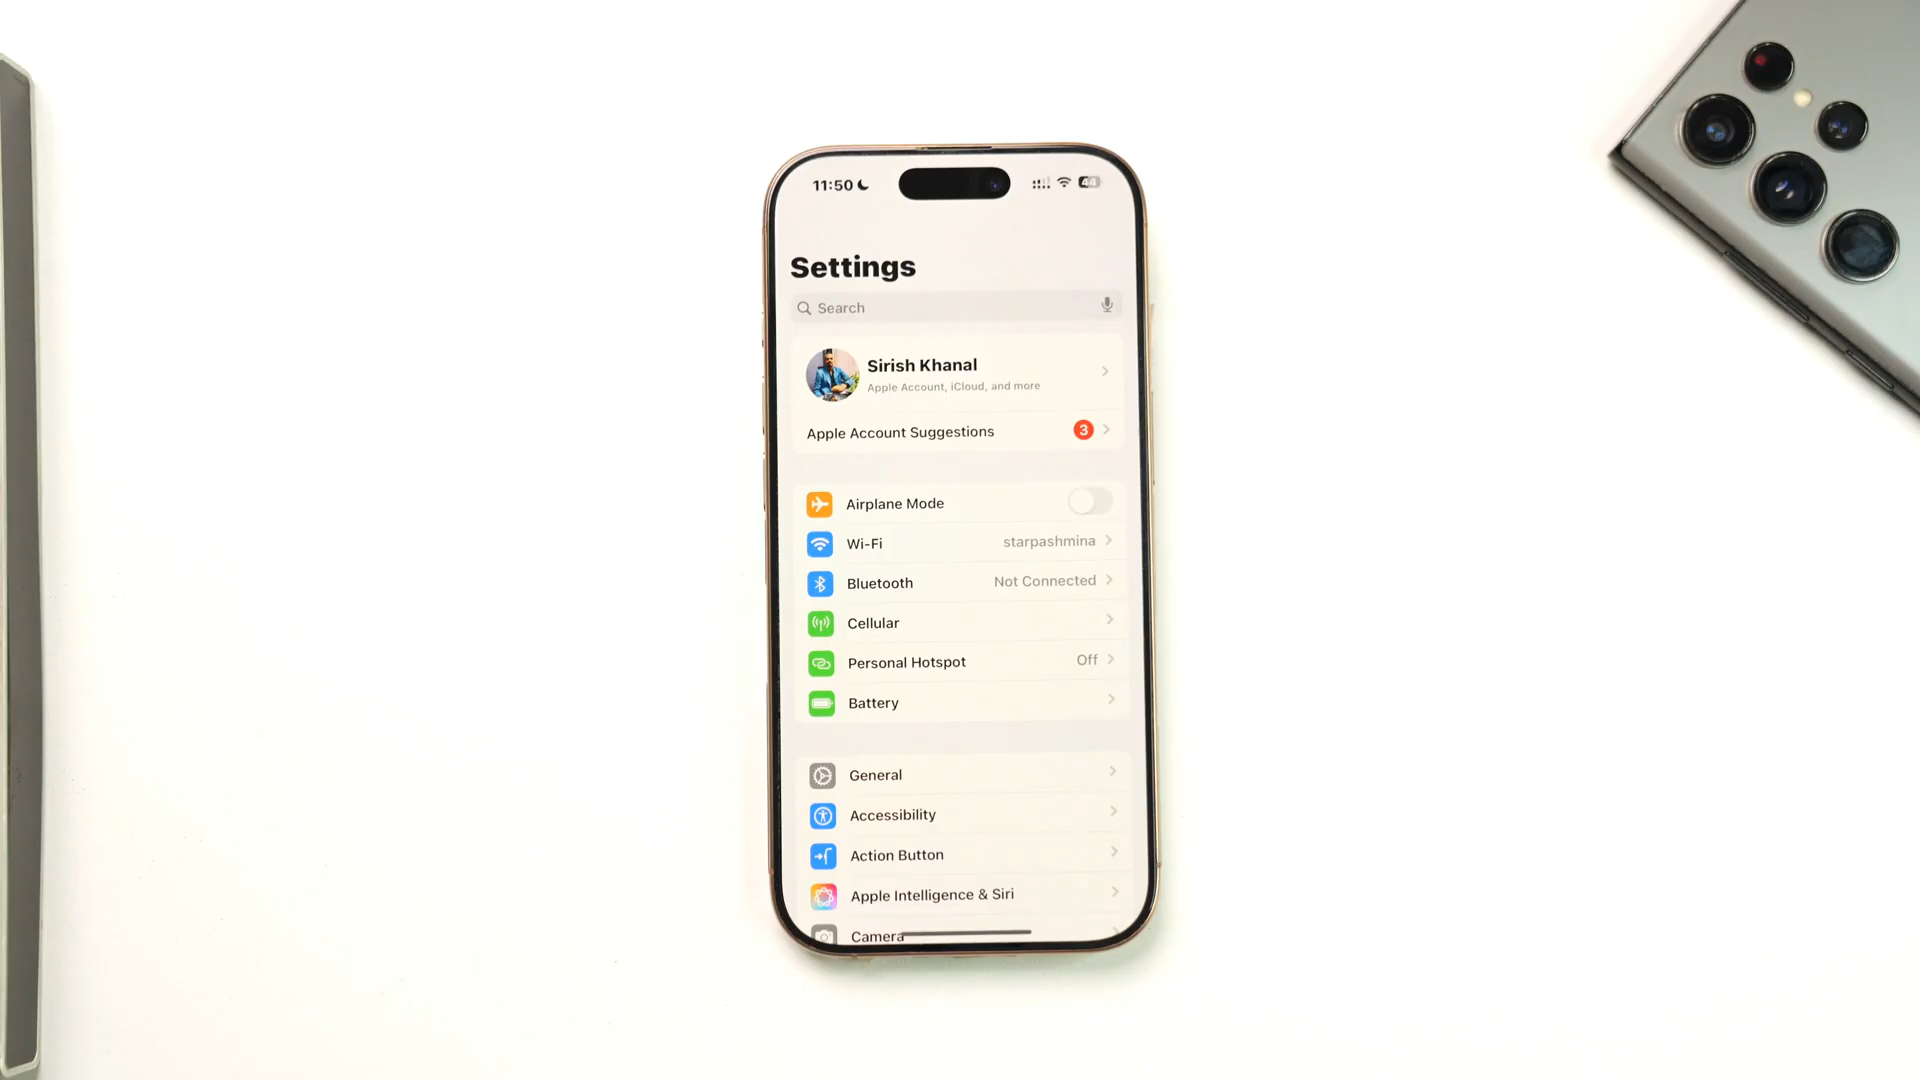 11:50
44
Settings
Search
Sirish Khanal
Apple Account, iCloud, and more
Apple Account Suggestions 3
Airplane Mode
Wi-Fi starpashmina
Bluetooth Not Connected
Cellular
Personal Hotspot Off
Battery
General
Accessibility
Action Button
Apple Intelligence & Siri
Camera